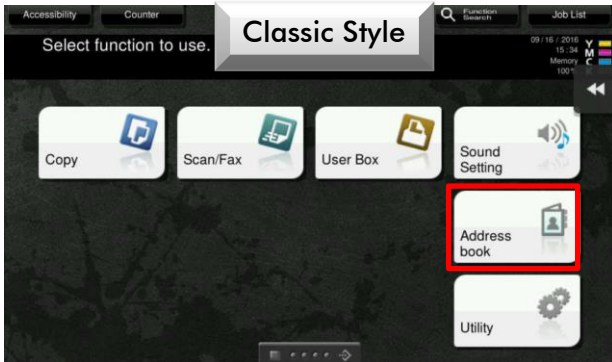 Accessibility
Counter
Classic Style
Function
Search
Job List
Select function to use.
09/16/2016
15:34
Memory
100%
Y
M
C
K
Copy
Scan/Fax
User Box
Sound
Setting
Address
book
Utility